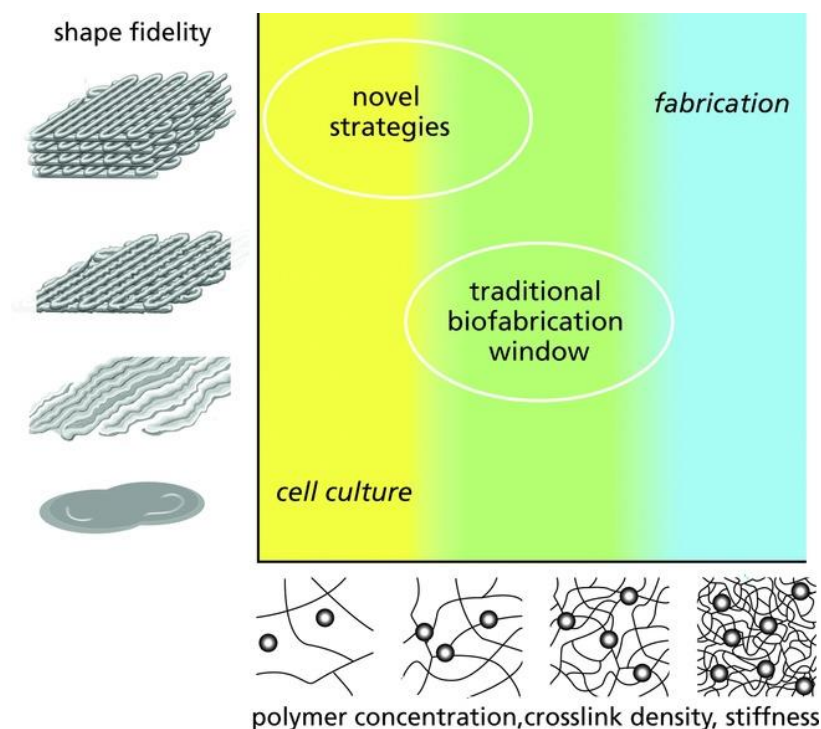 shape fidelity
novel
strategies
fabrication
traditional
biofabrication
window
cell culture
polymer concentration,crosslink density, stiffness